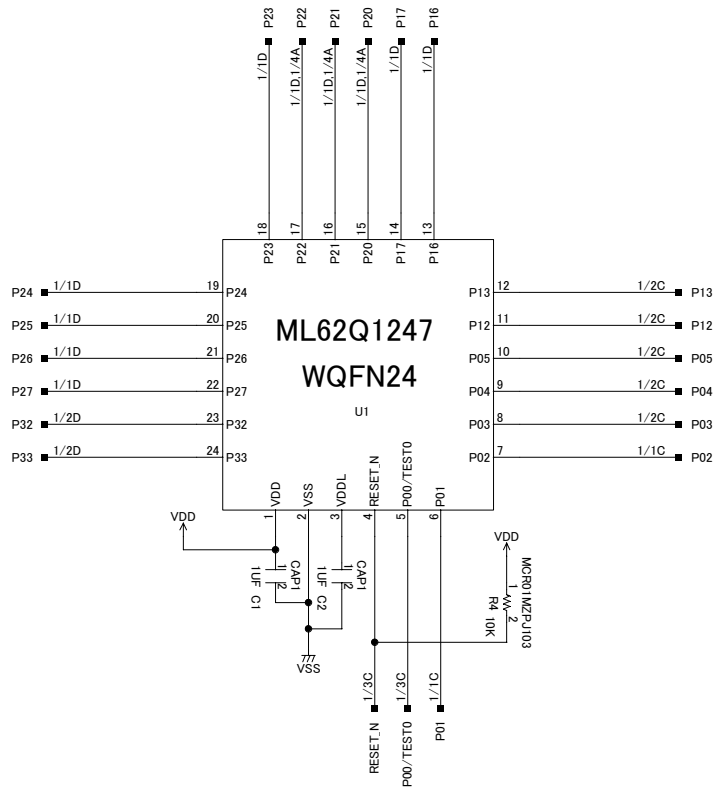 P23 P22 P21 P20 P17 P16
1/1D 1/1D,1/4A 1/1D,1/4A 1/1D,1/4A 1/1D 1/1D
18 17 16 15 14 13
P23 P22 P21 P20 P17 P16
P24 1/1D 19 P24
P25 1/1D 20 P25
P26 1/1D 21 P26
P27 1/1D 22 P27
P32 1/2D 23 P32
P33 1/2D 24 P33
ML62Q1247
WQFN24
U1
P13 12 1/2C P13
P12 11 1/2C P12
P05 10 1/2C P05
P04 9 1/2C P04
P03 8 1/2C P03
P02 7 1/1C P02
VDD VSS VDDL RESET_N P00/TEST0 P01
1 2 3 4 5 6
VDD
CAP1
1 2
1UF C1
CAP1
1 2
1UF C2
VSS
VDD
MCR01MZPJ103
1 2
R4 10K
1/3C 1/3C 1/1C
RESET_N P00/TEST0 P01